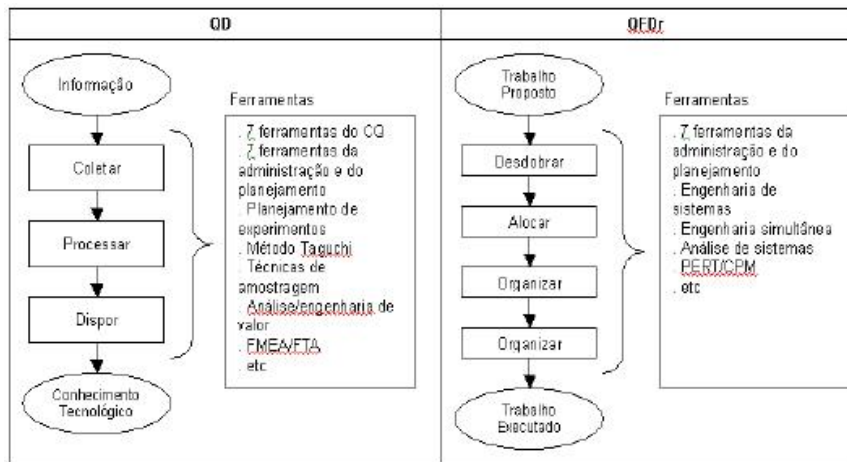 QD
Informação
Coletar
Processar
Dispor
Conhecimento
Tecnológico
Ferramentas
. 7 ferramentas do CQ
. 7 ferramentas da
administração e do
planejamento
. Planejamento de
experimentos
. Método Taguchi
. Técnicas de
amostragem
. Análise/engenharia de
valor
. FMEA/FTA
. etc
QFDr
Trabalho
Proposto
Desdobrar
Alocar
Organizar
Organizar
Trabalho
Executado
Ferramentas
. 7 ferramentas da
administração e do
planejamento
. Engenharia de
sistemas
. Engenharia simultânea
. Análise de sistemas
. PERT/CPM
. etc